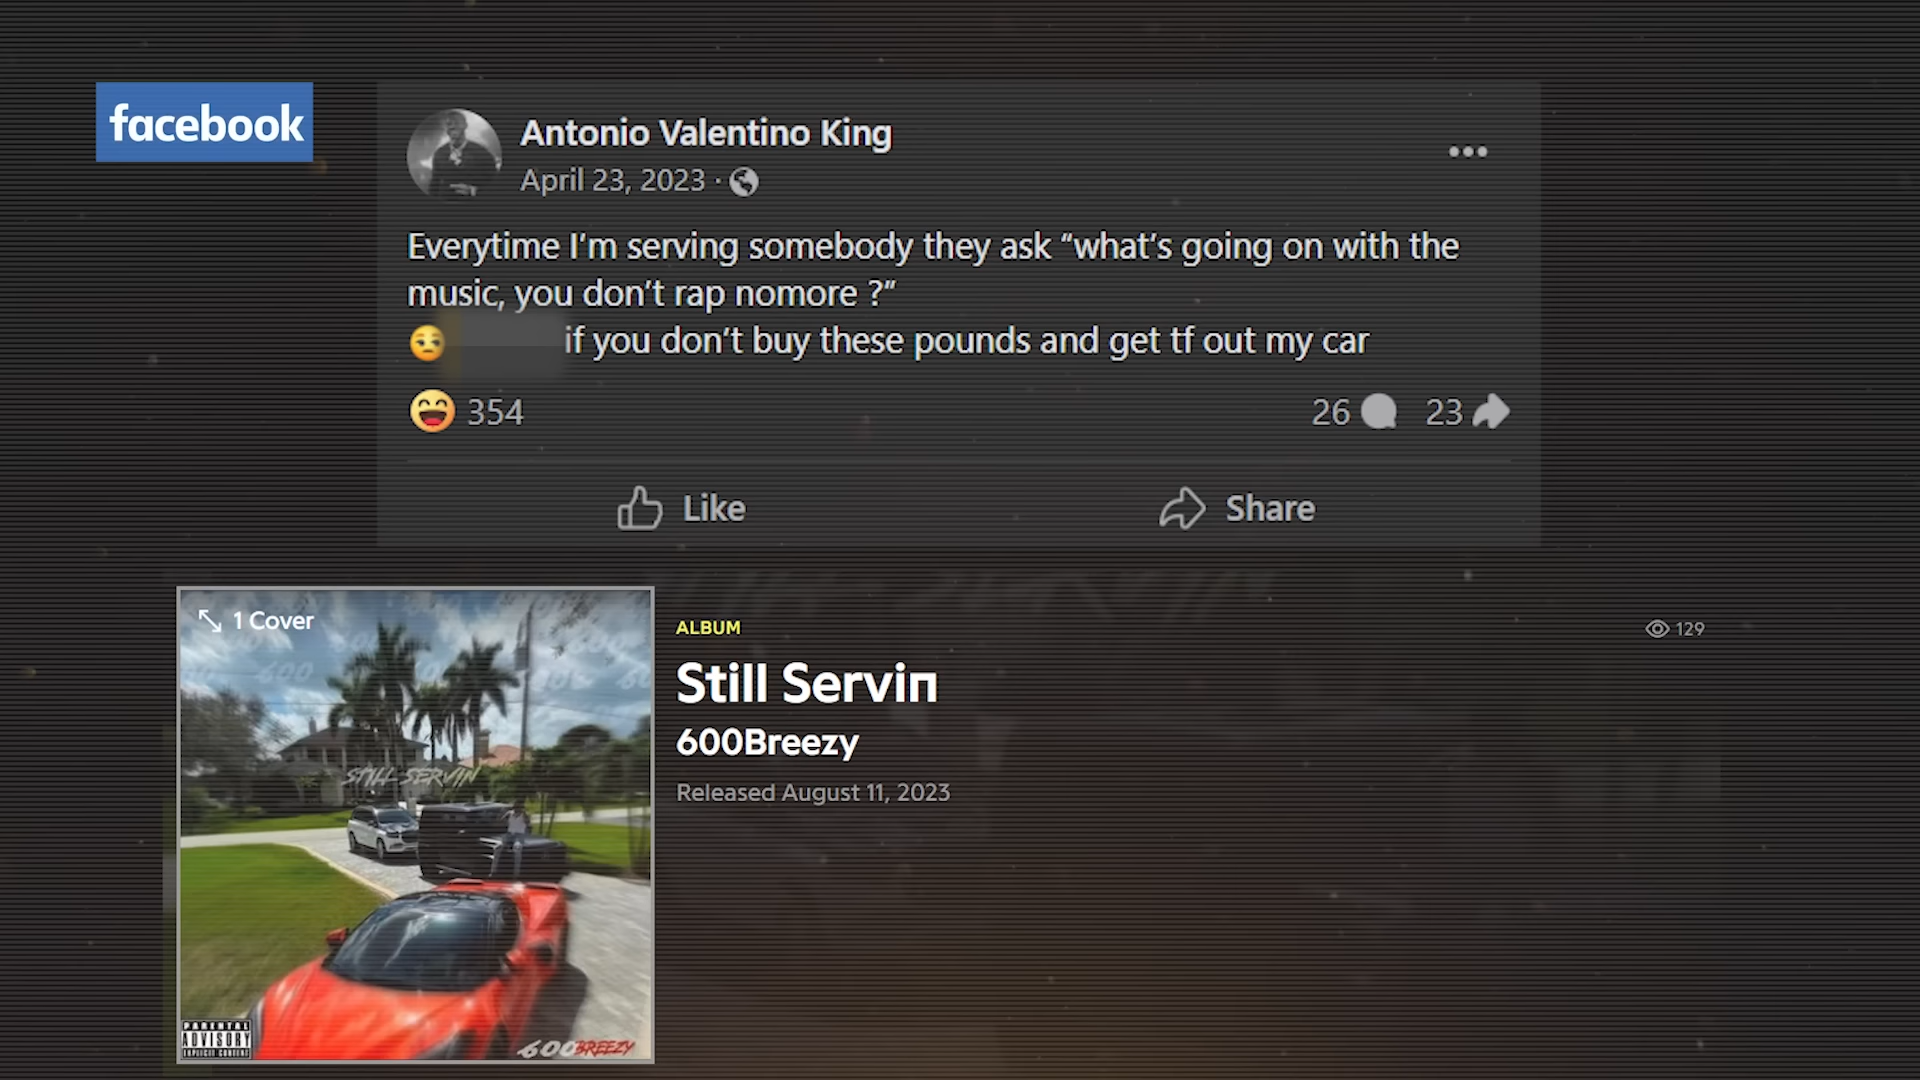 facebook
Antonio Valentino King
April 23, 2023 ·
Everytime I'm serving somebody they ask “what's going on with the
music, you don't rap nomore ?”
if you don't buy these pounds and get tf out my car
354
26
23
Like
Share
1 Cover
ALBUM
129
Still Servin
600Breezy
Released August 11, 2023
STILL SERVIN
PARENTAL
ADVISORY
EXPLICIT CONTENT
600BREEZY